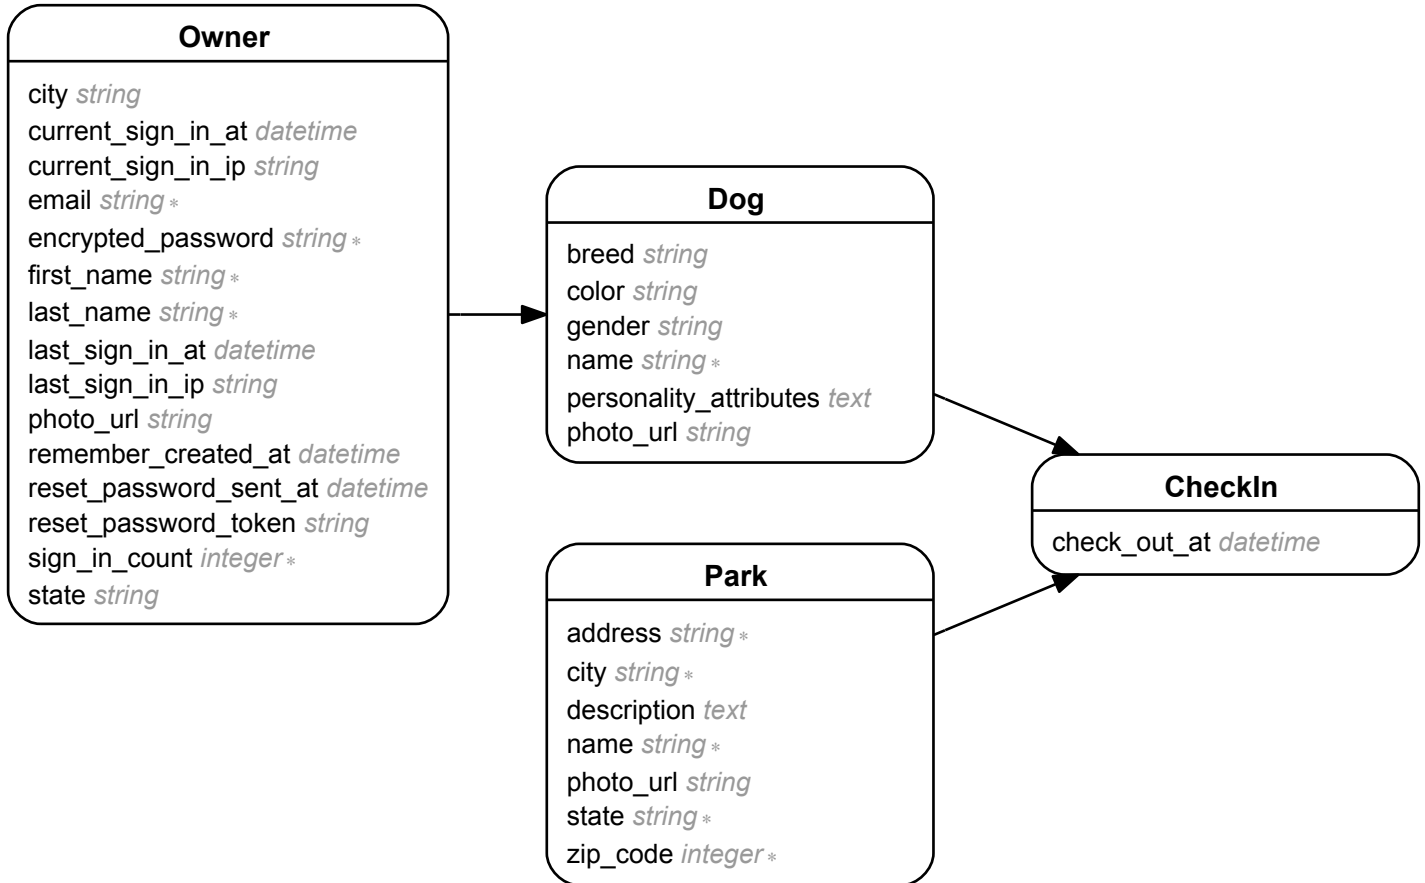 Owner
city string
current_sign_in_at datetime
current_sign_in_ip string
email string *
encrypted_password string *
first_name string *
last_name string *
last_sign_in_at datetime
last_sign_in_ip string
photo_url string
remember_created_at datetime
reset_password_sent_at datetime
reset_password_token string
sign_in_count integer *
state string
Dog
breed string
color string
gender string
name string *
personality_attributes text
photo_url string
Park
address string *
city string *
description text
name string *
photo_url string
state string *
zip_code integer *
CheckIn
check_out_at datetime